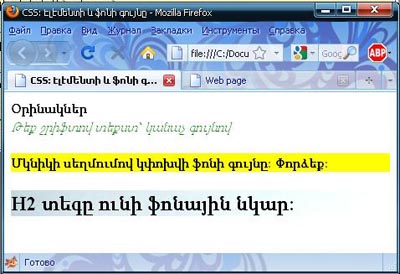 CSS: Էլէմենտի և ֆոնի գույնը - Mozilla Firefox
Файл Правка Вид Журнал Закладки Инструменты Справка
file:///C:/Docu Goog ABP
CSS: Էլէմենտի և ֆոնի գ... Web page
Օրինակներ
Թեք շրիֆտով տեքստ՝ կանաչ գույնով
Մկնիկի սեղմումով կփոխվի ֆոնի գույնը: Փորձեք:
H2 տեգը ունի ֆոնային նկար:
Готово